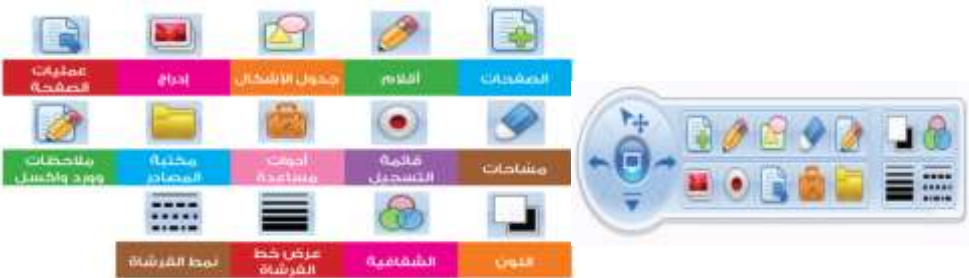 الصفحات
أقلام
جدول الأشكال
إدراج
عمليات
الصفحة
مساحات
قائمة
التسجيل
أدوات
مساعدة
مكتبة
المصادر
ملاحظات
وورد واكسل
اللون
الشفافية
عرض خط
الفرشاة
نمط الفرشاة